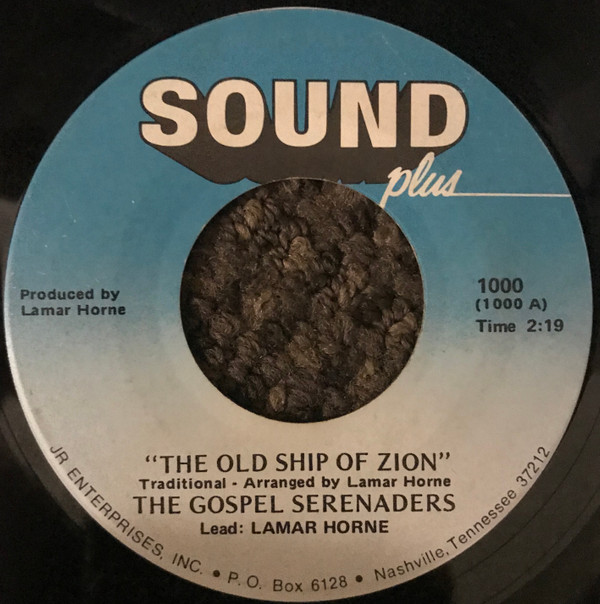 SOUND
plus
Produced by
Lamar Horne
1000
(1000 A)
Time 2:19
"THE OLD SHIP OF ZION"
Traditional - Arranged by Lamar Horne
THE GOSPEL SERENADERS
Lead: LAMAR HORNE
JR ENTERPRISES, INC. • P.O. Box 6128 • Nashville, Tennessee 37212